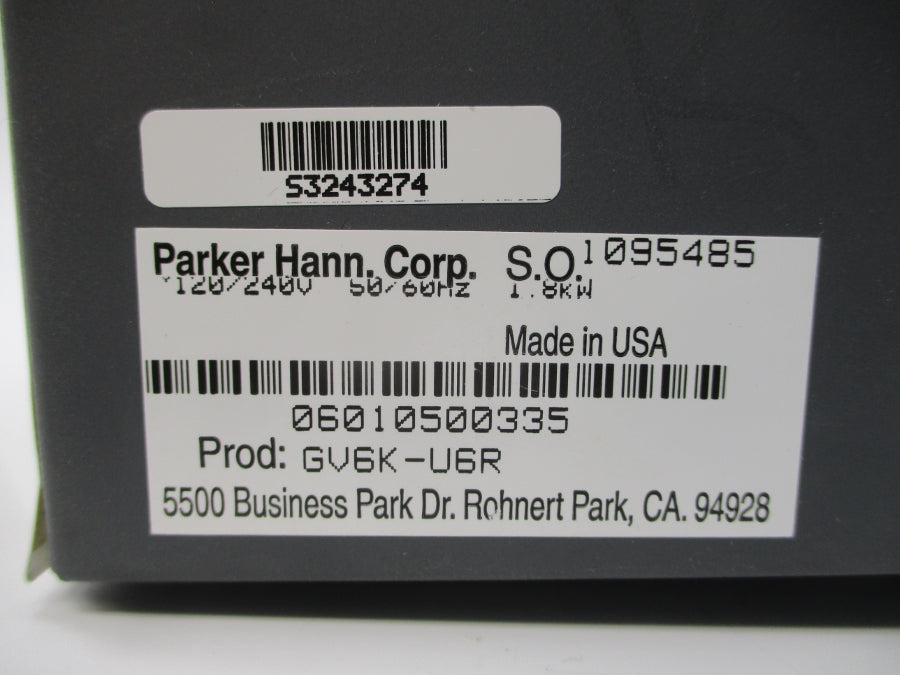 S3243274
Parker Hann. Corp. S.O. 1095485
120/240V 50/60Hz 1.8kW
Made in USA
06010500335
Prod: GV6K-U6R
5500 Business Park Dr. Rohnert Park, CA. 94928